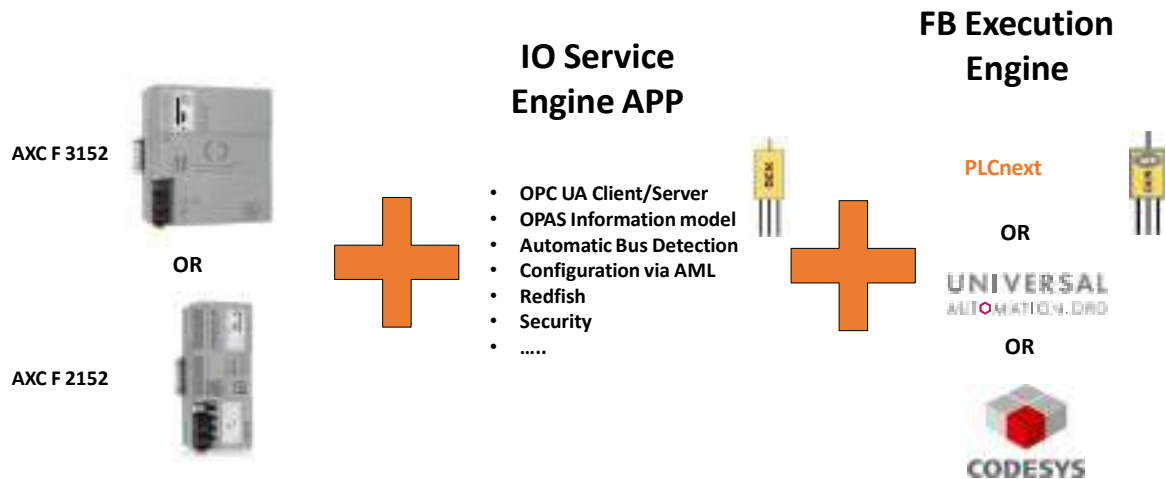 FB Execution
Engine
IO Service
Engine APP
AXC F 3152
OR
AXC F 2152
• OPC UA Client/Server
• OPAS Information model
• Automatic Bus Detection
• Configuration via AML
• Redfish
• Security
• …..
DCN
PLCnext
OR
UNIVERSAL
AUTOMATION.ORG
OR
CODESYS